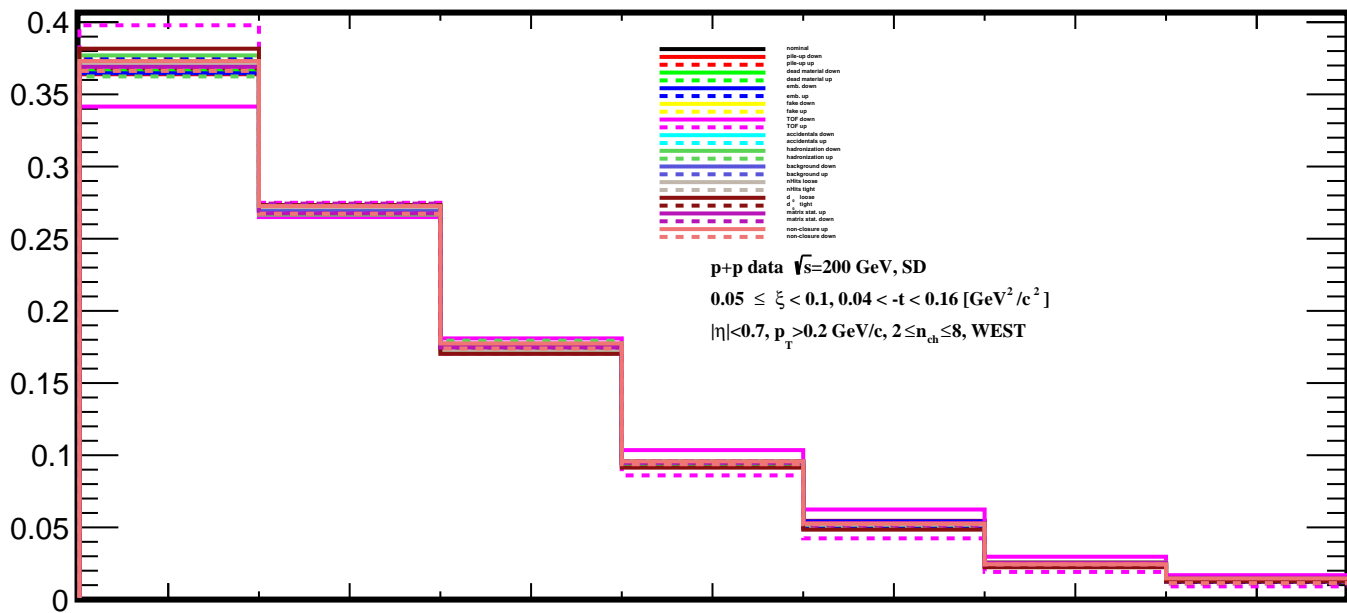 0.4
0.35
0.3
0.25
0.2
0.15
0.1
0.05
0
nominal
pile-up down
pile-up up
dead material down
dead material up
emb. down
emb. up
fake down
fake up
TOF down
TOF up
accidentals down
accidentals up
hadronization down
hadronization up
background down
background up
nHits loose
nHits tight
d₀ loose
d₀ tight
matrix stat. up
matrix stat. down
non-closure up
non-closure down
p+p data √s=200 GeV, SD
0.05 ≤ ξ < 0.1, 0.04 < -t < 0.16 [GeV²/c²]
|η|<0.7, p_T>0.2 GeV/c, 2 ≤n_ch≤8, WEST